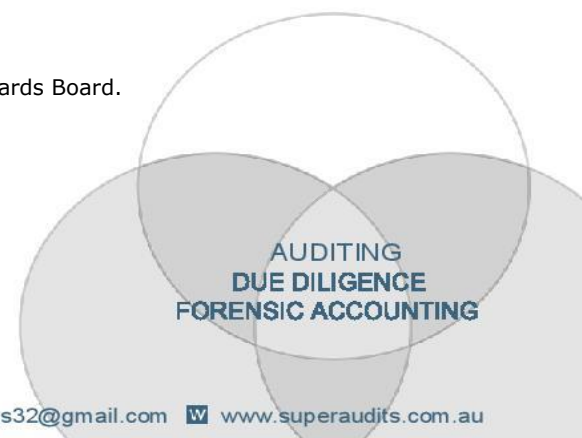 ards Board.
AUDITING
DUE DILIGENCE
FORENSIC ACCOUNTING
s32@gmail.com W www.superaudits.com.au